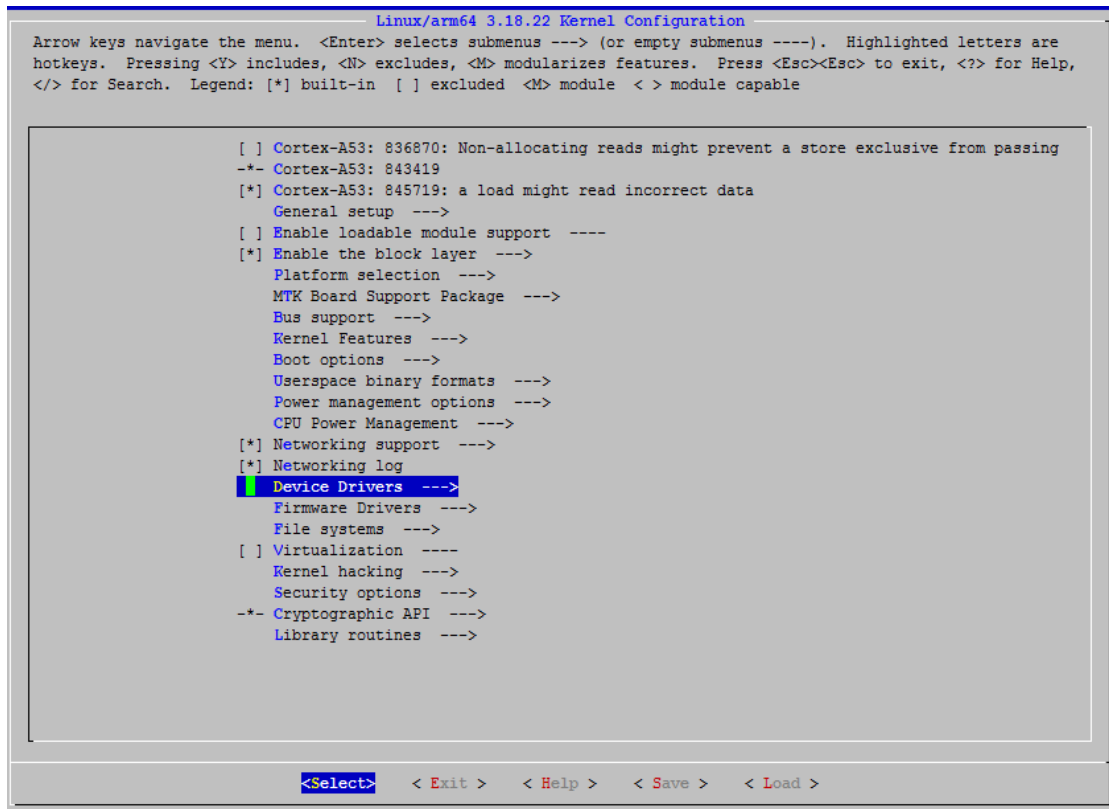 Linux/arm64 3.18.22 Kernel Configuration
Arrow keys navigate the menu.  <Enter> selects submenus ---> (or empty submenus ----).  Highlighted letters are
hotkeys.  Pressing <Y> includes, <N> excludes, <M> modularizes features.  Press <Esc><Esc> to exit, <?> for Help,
</> for Search.  Legend: [*] built-in  [ ] excluded  <M> module  < > module capable
[ ] Cortex-A53: 836870: Non-allocating reads might prevent a store exclusive from passing
-*- Cortex-A53: 843419
[*] Cortex-A53: 845719: a load might read incorrect data
General setup  --->
[ ] Enable loadable module support  ----
[*] Enable the block layer  --->
Platform selection  --->
MTK Board Support Package  --->
Bus support  --->
Kernel Features  --->
Boot options  --->
Userspace binary formats  --->
Power management options  --->
CPU Power Management  --->
[*] Networking support  --->
[*] Networking log
Device Drivers  --->
Firmware Drivers  --->
File systems  --->
[ ] Virtualization  ----
Kernel hacking  --->
Security options  --->
-*- Cryptographic API  --->
Library routines  --->
<Select>    < Exit >    < Help >    < Save >    < Load >